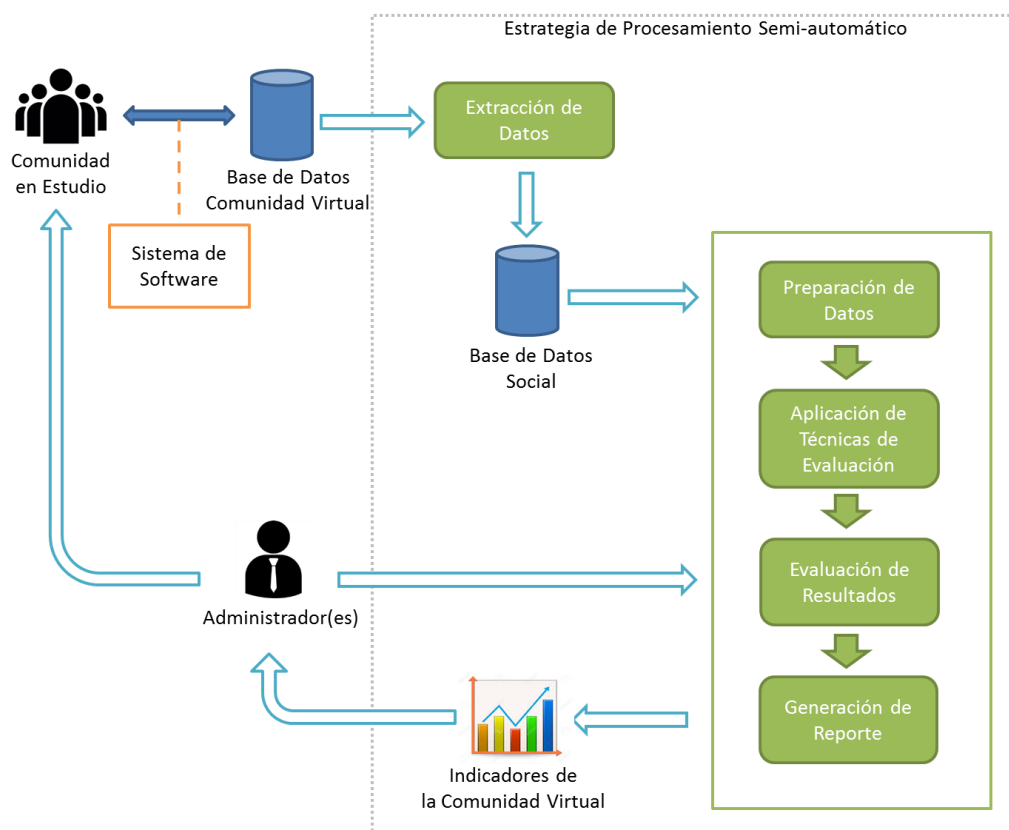 Estrategia de Procesamiento Semi-automático
Extracción de
Datos
Comunidad
en Estudio
Base de Datos
Comunidad Virtual
Sistema de
Software
Base de Datos
Social
Preparación de
Datos
Aplicación de
Técnicas de
Evaluación
Evaluación de
Resultados
Administrador(es)
Generación de
Reporte
Indicadores de
la Comunidad Virtual